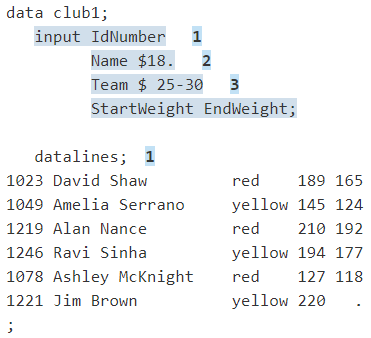 data club1;
input IdNumber 1
Name $18. 2
Team $ 25-30 3
StartWeight EndWeight;
datalines; 1
1023 David Shaw red 189 165
1049 Amelia Serrano yellow 145 124
1219 Alan Nance red 210 192
1246 Ravi Sinha yellow 194 177
1078 Ashley McKnight red 127 118
1221 Jim Brown yellow 220 .
;